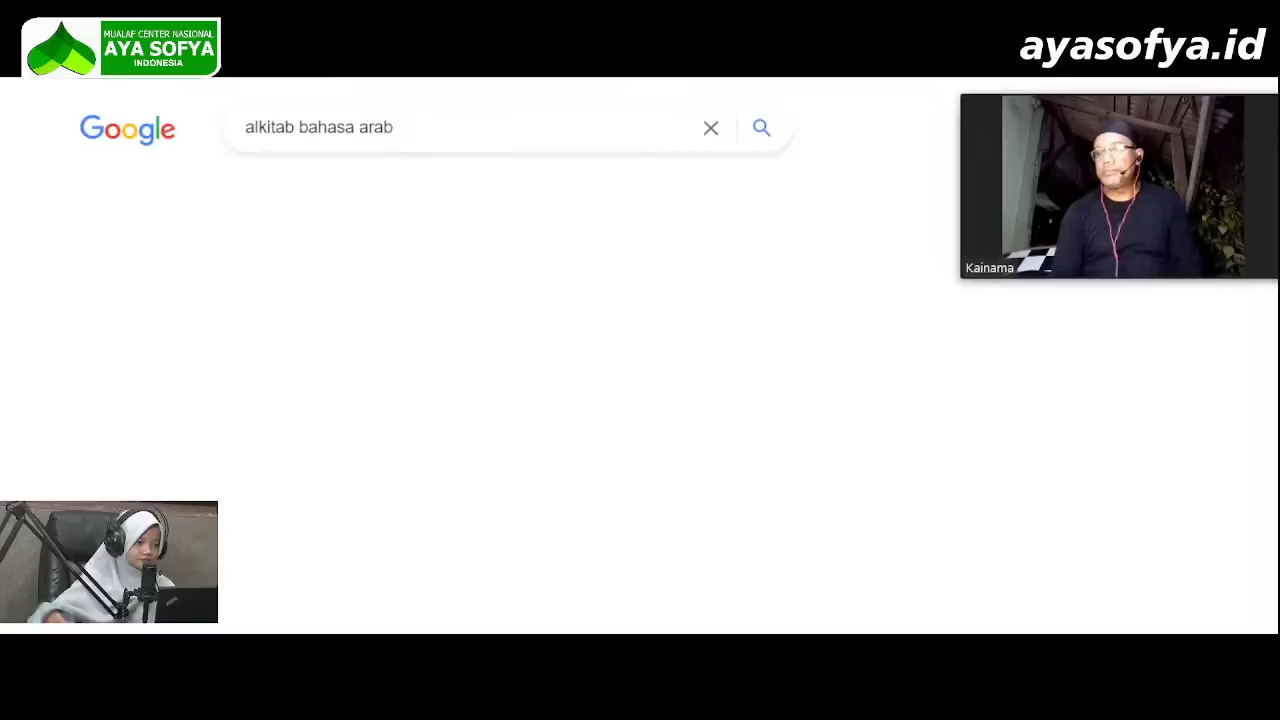 MUALAF CENTER NASIONAL
AYA SOFYA
INDONESIA
ayasofya.id
Google
alkitab bahasa arab
Kainama